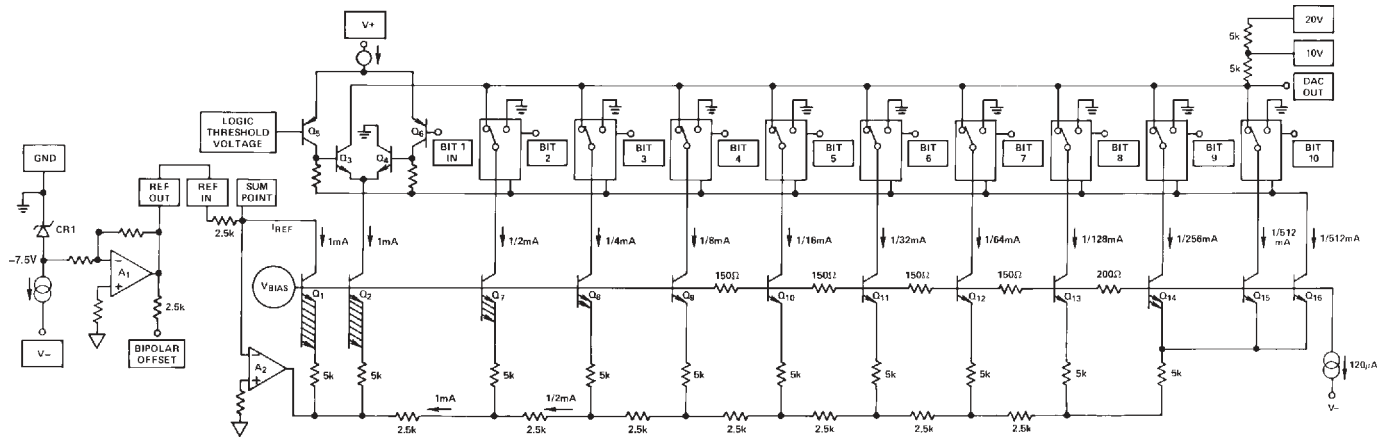 V+
20V
5k
10V
5k
DAC
OUT
LOGIC
THRESHOLD
VOLTAGE
Q5
Q6
Q3
Q4
BIT 1
IN
BIT
2
BIT
3
BIT
4
BIT
5
BIT
6
BIT
7
BIT
8
BIT
9
BIT
10
GND
REF
OUT
REF
IN
SUM
POINT
2.5k
IREF
CR1
-7.5V
A1
2.5k
V-
BIPOLAR
OFFSET
1mA
1mA
1/2mA
1/4mA
1/8mA
1/16mA
1/32mA
1/64mA
1/128mA
1/256mA
1/512
mA
1/512mA
150Ω
150Ω
150Ω
150Ω
200Ω
VBIAS
Q1
Q2
Q7
Q8
Q9
Q10
Q11
Q12
Q13
Q14
Q15
Q16
A2
5k
5k
5k
5k
5k
5k
5k
5k
5k
5k
120μA
V-
1mA
1/2mA
2.5k
2.5k
2.5k
2.5k
2.5k
2.5k
2.5k